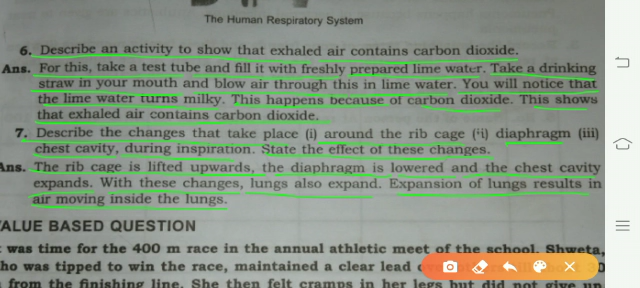 The Human Respiratory System
6. Describe an activity to show that exhaled air contains carbon dioxide.
Ans. For this, take a test tube and fill it with freshly prepared lime water. Take a drinking
straw in your mouth and blow air through this in lime water. You will notice that
the lime water turns milky. This happens because of carbon dioxide. This shows
that exhaled air contains carbon dioxide.
7. Describe the changes that take place (i) around the rib cage (ii) diaphragm (iii)
chest cavity, during inspiration. State the effect of these changes.
Ans. The rib cage is lifted upwards, the diaphragm is lowered and the chest cavity
expands. With these changes, lungs also expand. Expansion of lungs results in
air moving inside the lungs.
ALUE BASED QUESTION
was time for the 400 m race in the annual athletic meet of the school. Shweta,
ho was tipped to win the race, maintained a clear lead
from the finishing line. She then felt cramps in her legs but did not give up